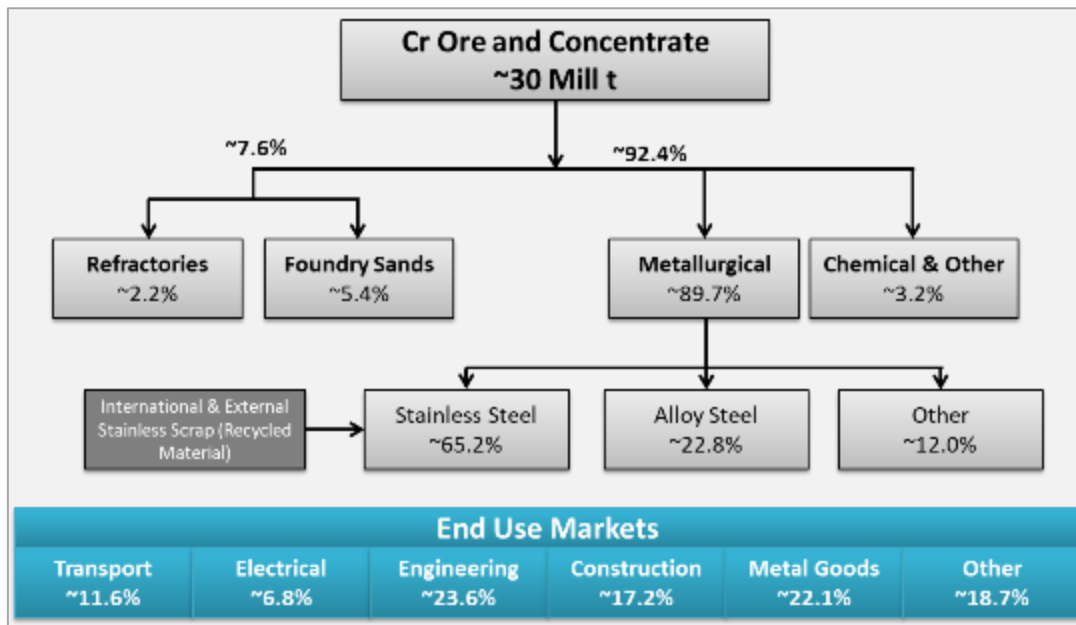 Cr Ore and Concentrate
~30 Mill t
~7.6%
~92.4%
Refractories
~2.2%
Foundry Sands
~5.4%
Metallurgical
~89.7%
Chemical & Other
~3.2%
International & External
Stainless Scrap (Recycled
Material)
Stainless Steel
~65.2%
Alloy Steel
~22.8%
Other
~12.0%
End Use Markets
Transport
~11.6%
Electrical
~6.8%
Engineering
~23.6%
Construction
~17.2%
Metal Goods
~22.1%
Other
~18.7%